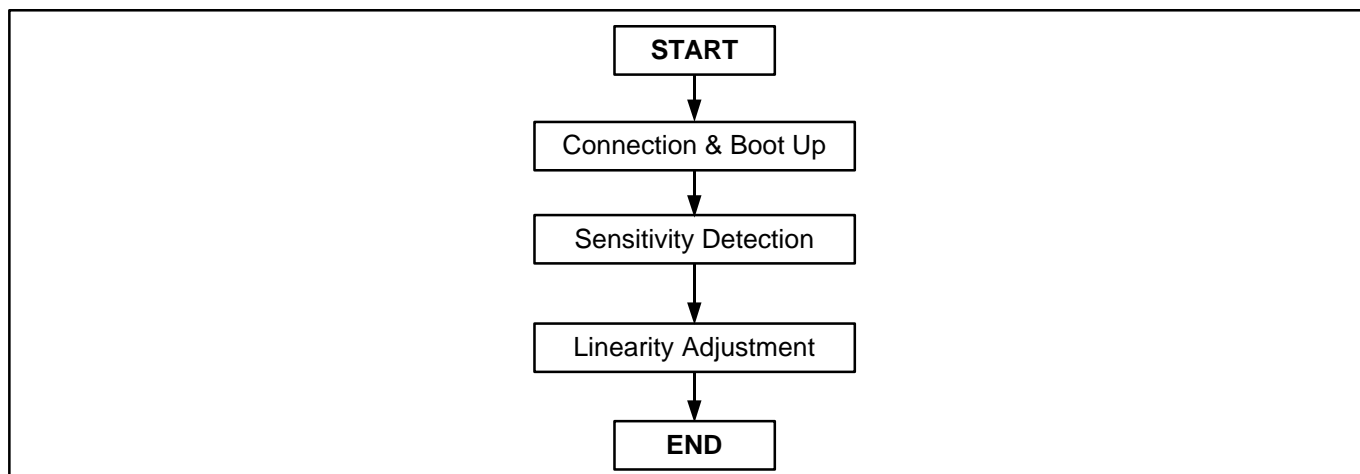 START
Connection & Boot Up
Sensitivity Detection
Linearity Adjustment
END